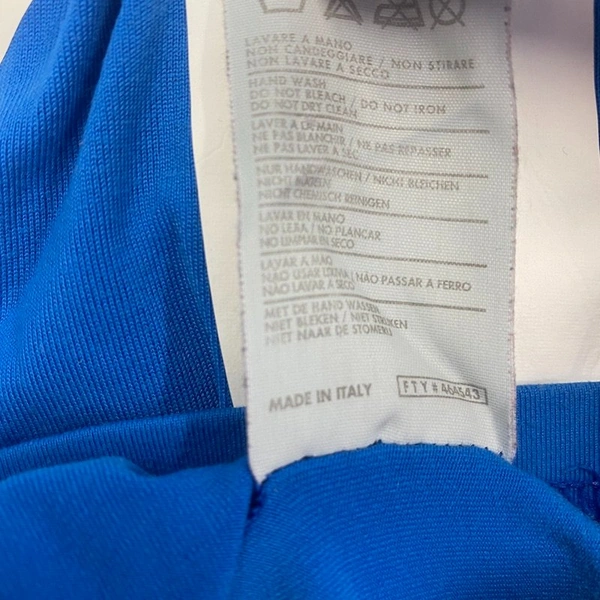 LAVARE A MANO
NON CANDEGGIARE / NON STIRARE
NON LAVARE A SECCO
HAND WASH
DO NOT BLEACH / DO NOT IRON
DO NOT DRY CLEAN
LAVER A LA MAIN
NE PAS BLANCHIR / NE PAS REPASSER
NE PAS LAVER A SEC
NUR HANDWASCHEN / NICHT BLEICHEN
NICHT BÜGELN
NICHT CHEMISCH REINIGEN
LAVAR EN MANO
NO LEJIA / NO PLANCAR
NO LIMPIAR EN SECO
LAVAR A MAO
NÃO USAR LIXIVIA / NÃO PASSAR A FERRO
NÃO LAVAR A SECO
MET DE HAND WASSEN
NIET BLEKEN / NIET STRIJKEN
NIET NAAR DE STOMERIJ
MADE IN ITALY
FTY # 464543